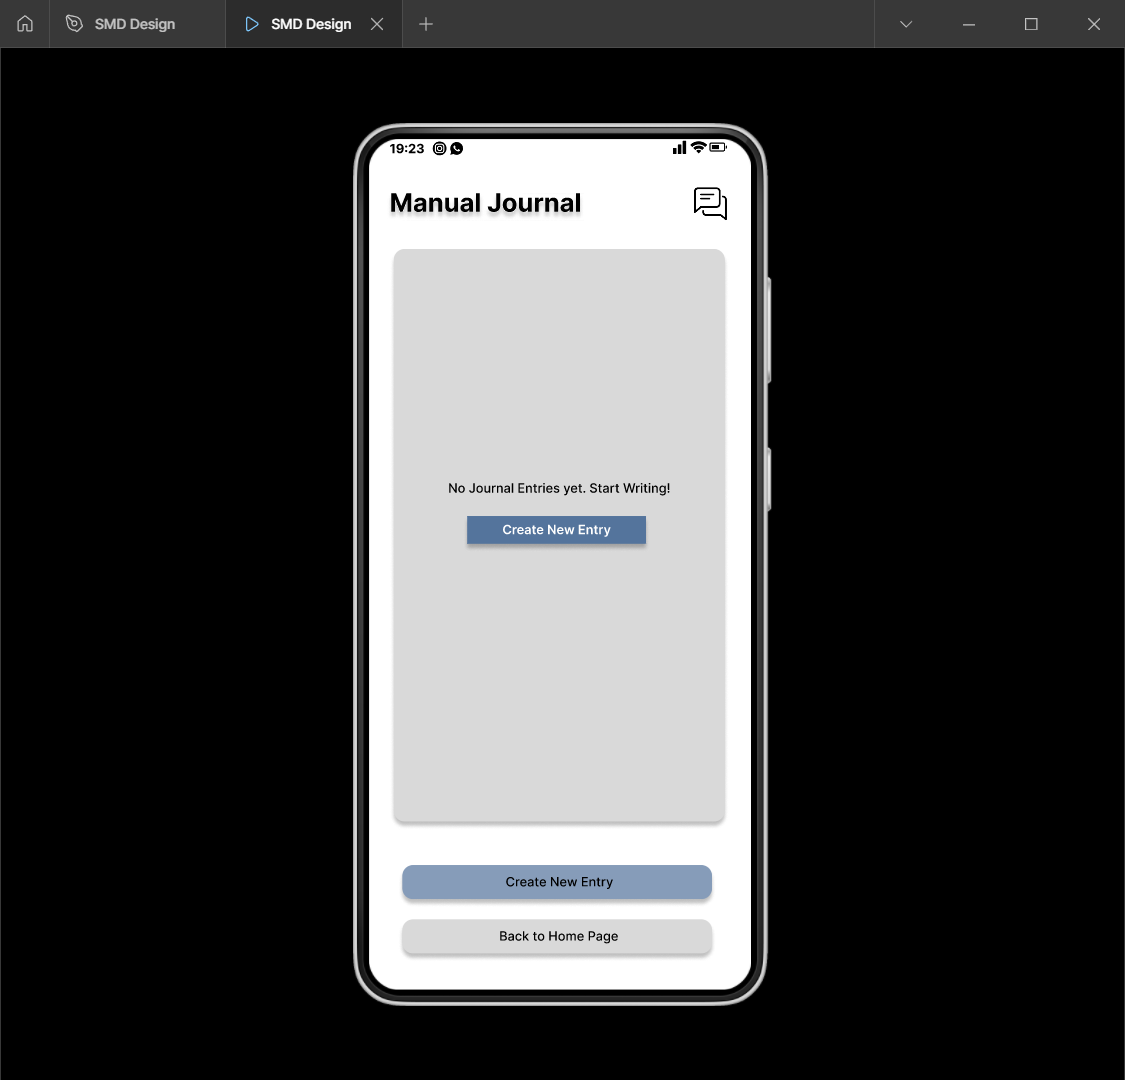 SMD Design
SMD Design
19:23
Manual Journal
No Journal Entries yet. Start Writing!
Create New Entry
Create New Entry
Back to Home Page